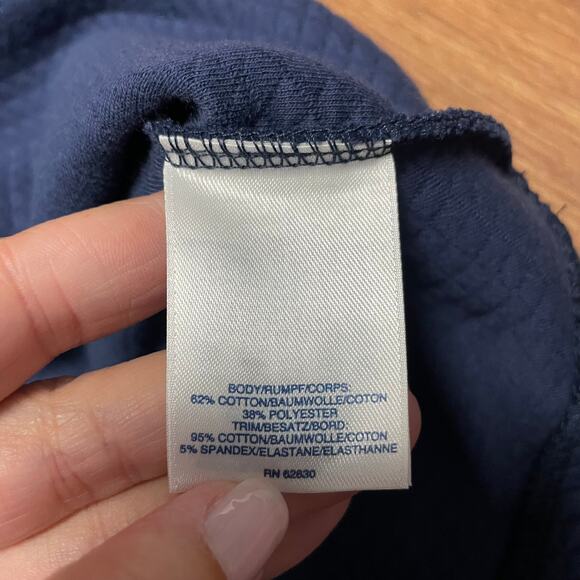 BODY/RUMPF/CORPS:
62% COTTON/BAUMWOLLE/COTON
38% POLYESTER
TRIM/BESATZ/BORD:
95% COTTON/BAUMWOLLE/COTON
5% SPANDEX/ELASTANE/ELASTHANNE
RN 62830